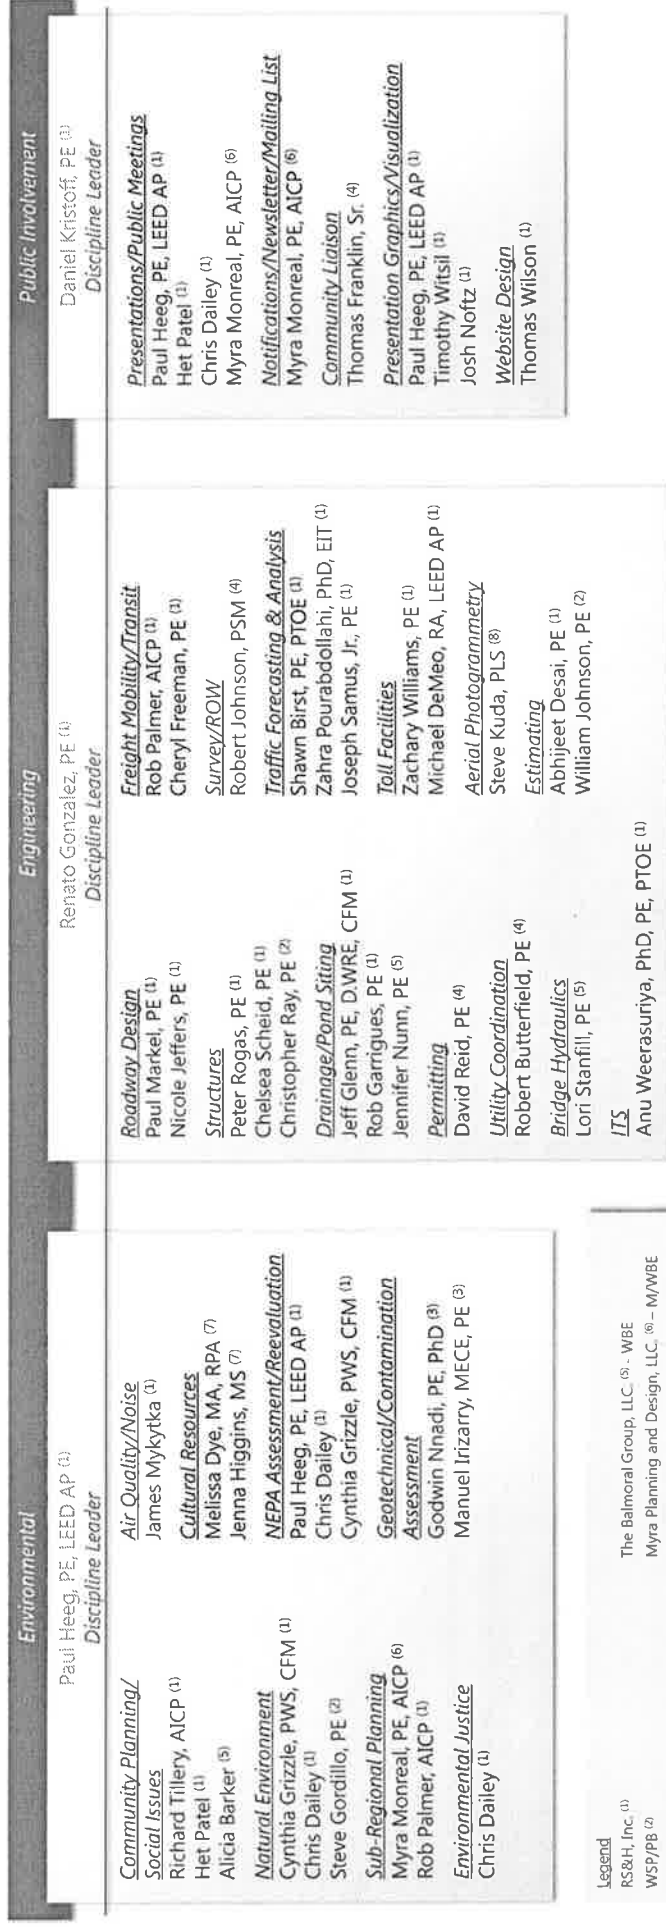 Environmental
Paul Heeg, PE, LEED AP (1)
Discipline Leader
Community Planning/
Social Issues
Richard Tillery, AICP (1)
Het Patel (1)
Alicia Barker (5)
Natural Environment
Cynthia Grizzle, PWS, CFM (1)
Chris Dailey (1)
Steve Gordillo, PE (2)
Sub-Regional Planning
Myra Monreal, PE, AICP (6)
Rob Palmer, AICP (1)
Environmental Justice
Chris Dailey (1)
Air Quality/Noise
James Mykytka (1)
Cultural Resources
Melissa Dye, MA, RPA (7)
Jenna Higgins, MS (7)
NEPA Assessment/Reevaluation
Paul Heeg, PE, LEED AP (1)
Chris Dailey (1)
Cynthia Grizzle, PWS, CFM (1)
Geotechnical/Contamination
Assessment
Godwin Nnadi, PE, PhD (3)
Manuel Irizarry, MECE, PE (3)
Engineering
Renato Gonzalez, PE (1)
Discipline Leader
Roadway Design
Paul Markel, PE (1)
Nicole Jeffers, PE (1)
Structures
Peter Rogas, PE (1)
Chelsea Scheid, PE (1)
Christopher Ray, PE (2)
Drainage/Pond Siting
Jeff Glenn, PE, D.WRE, CFM (1)
Rob Garrigues, PE (1)
Jennifer Nunn, PE (5)
Permitting
David Reid, PE (4)
Utility Coordination
Robert Butterfield, PE (4)
Bridge Hydraulics
Lori Stanfill, PE (5)
ITS
Anu Weerasuriya, PhD, PE, PTOE (1)
Freight Mobility/Transit
Rob Palmer, AICP (1)
Cheryl Freeman, PE (1)
Survey/ROW
Robert Johnson, PSM (4)
Traffic Forecasting & Analysis
Shawn Birst, PE, PTOE (1)
Zahra Pourabdollahi, PhD, EIT (1)
Joseph Samus, Jr., PE (1)
Toll Facilities
Zachary Williams, PE (1)
Michael DeMeo, RA, LEED AP (1)
Aerial Photogrammetry
Steve Kuda, PLS (8)
Estimating
Abhijeet Desai, PE (1)
William Johnson, PE (2)
Public Involvement
Daniel Kristoff, PE (1)
Discipline Leader
Presentations/Public Meetings
Paul Heeg, PE, LEED AP (1)
Het Patel (1)
Chris Dailey (1)
Myra Monreal, PE, AICP (6)
Notifications/Newsletter/Mailing List
Myra Monreal, PE, AICP (6)
Community Liaison
Thomas Franklin, Sr. (4)
Presentation Graphics/Visualization
Paul Heeg, PE, LEED AP (1)
Timothy Witsil (1)
Josh Noftz (1)
Website Design
Thomas Wilson (1)
Legend
RS&H, Inc. (1)
WSP/PB (2)
The Balmoral Group, LLC. (5) - WBE
Myra Planning and Design, LLC. (6) – M/WBE